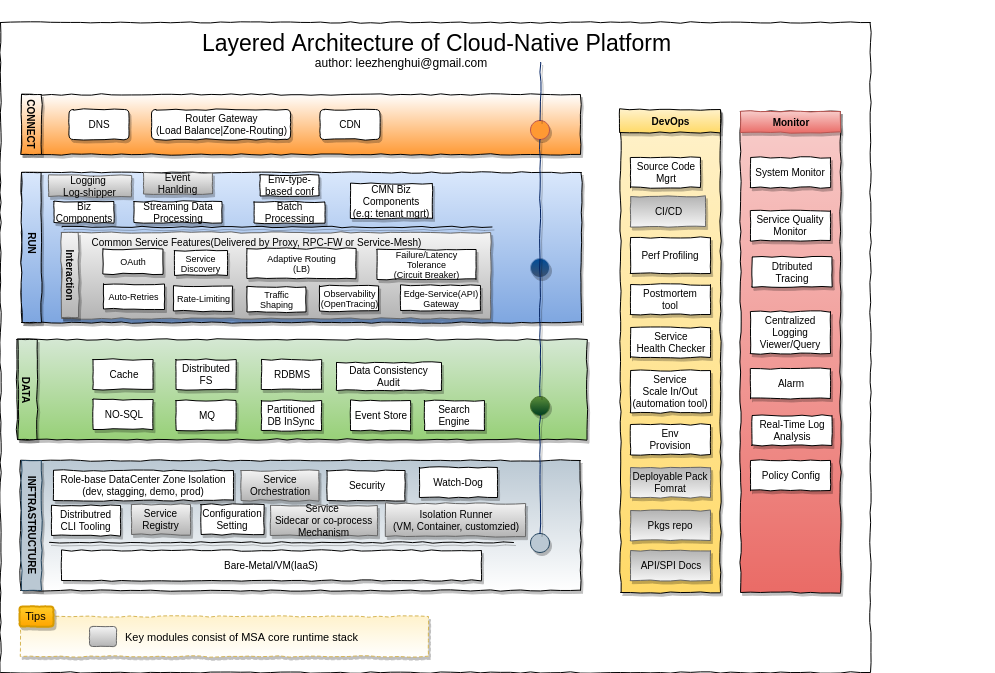 Layered Architecture of Cloud-Native Platform
author: leezhenghui@gmail.com
CONNECT
DNS
Router Gateway
(Load Balance|Zone-Routing)
CDN
RUN
Logging
Log-shipper
Event
Hanlding
Env-type-
based conf
CMN Biz
Components
(e.g: tenant mgrt)
Biz
Components
Streaming Data
Processing
Batch
Processing
Interaction
Common Service Features(Delivered by Proxy, RPC-FW or Service-Mesh)
OAuth
Service
Discovery
Adaptive Routing
(LB)
Failure/Latency
Tolerance
(Circuit Breaker)
Auto-Retries
Rate-Limiting
Traffic
Shaping
Observability
(OpenTracing)
Edge-Service(API)
Gateway
DATA
Cache
Distributed
FS
RDBMS
Data Consistency
Audit
NO-SQL
MQ
Partitioned
DB InSync
Event Store
Search
Engine
INFTRASTRUCTURE
Role-base DataCenter Zone Isolation
(dev, stagging, demo, prod)
Service
Orchestration
Security
Watch-Dog
Distributred
CLI Tooling
Service
Registry
Configuration
Setting
Service
Sidecar or co-process
Mechanism
Isolation Runner
(VM, Container, customzied)
Bare-Metal/VM(IaaS)
DevOps
Source Code
Mgrt
CI/CD
Perf Profiling
Postmortem
tool
Service
Health Checker
Service
Scale In/Out
(automation tool)
Env
Provision
Deployable Pack
Fomrat
Pkgs repo
API/SPI Docs
Monitor
System Monitor
Service Quality
Monitor
Dtributed
Tracing
Centralized
Logging
Viewer/Query
Alarm
Real-Time Log
Analysis
Policy Config
Tips
Key modules consist of MSA core runtime stack